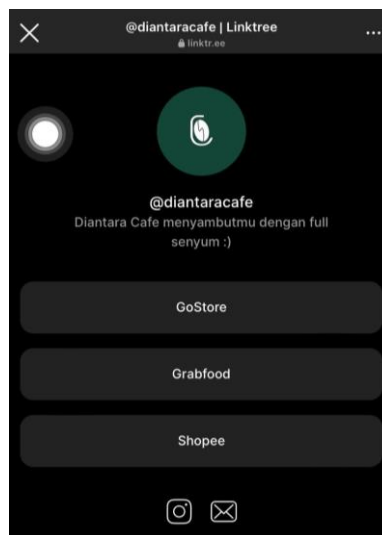 @diantaracafe | Linktree
linktr.ee
@diantaracafe
Diantara Cafe menyambutmu dengan full
senyum :)
GoStore
Grabfood
Shopee